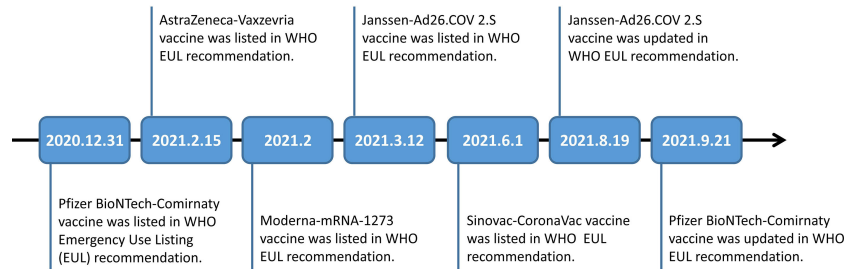 AstraZeneca-Vaxzevria
vaccine was listed in WHO
EUL recommendation.
Janssen-Ad26.COV 2.S
vaccine was listed in WHO
EUL recommendation.
Janssen-Ad26.COV 2.S
vaccine was updated in
WHO EUL recommendation.
2020.12.31
2021.2.15
2021.2
2021.3.12
2021.6.1
2021.8.19
2021.9.21
Pfizer BioNTech-Comirnaty
vaccine was listed in WHO
Emergency Use Listing
(EUL) recommendation.
Moderna-mRNA-1273
vaccine was listed in WHO
EUL recommendation.
Sinovac-CoronaVac vaccine
was listed in WHO EUL
recommendation.
Pfizer BioNTech-Comirnaty
vaccine was updated in WHO
EUL recommendation.